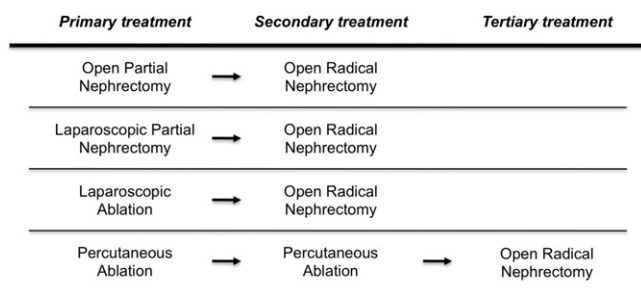 Primary treatment Secondary treatment Tertiary treatment
Open Partial Nephrectomy → Open Radical Nephrectomy
Laparoscopic Partial Nephrectomy → Open Radical Nephrectomy
Laparoscopic Ablation → Open Radical Nephrectomy
Percutaneous Ablation → Percutaneous Ablation → Open Radical Nephrectomy